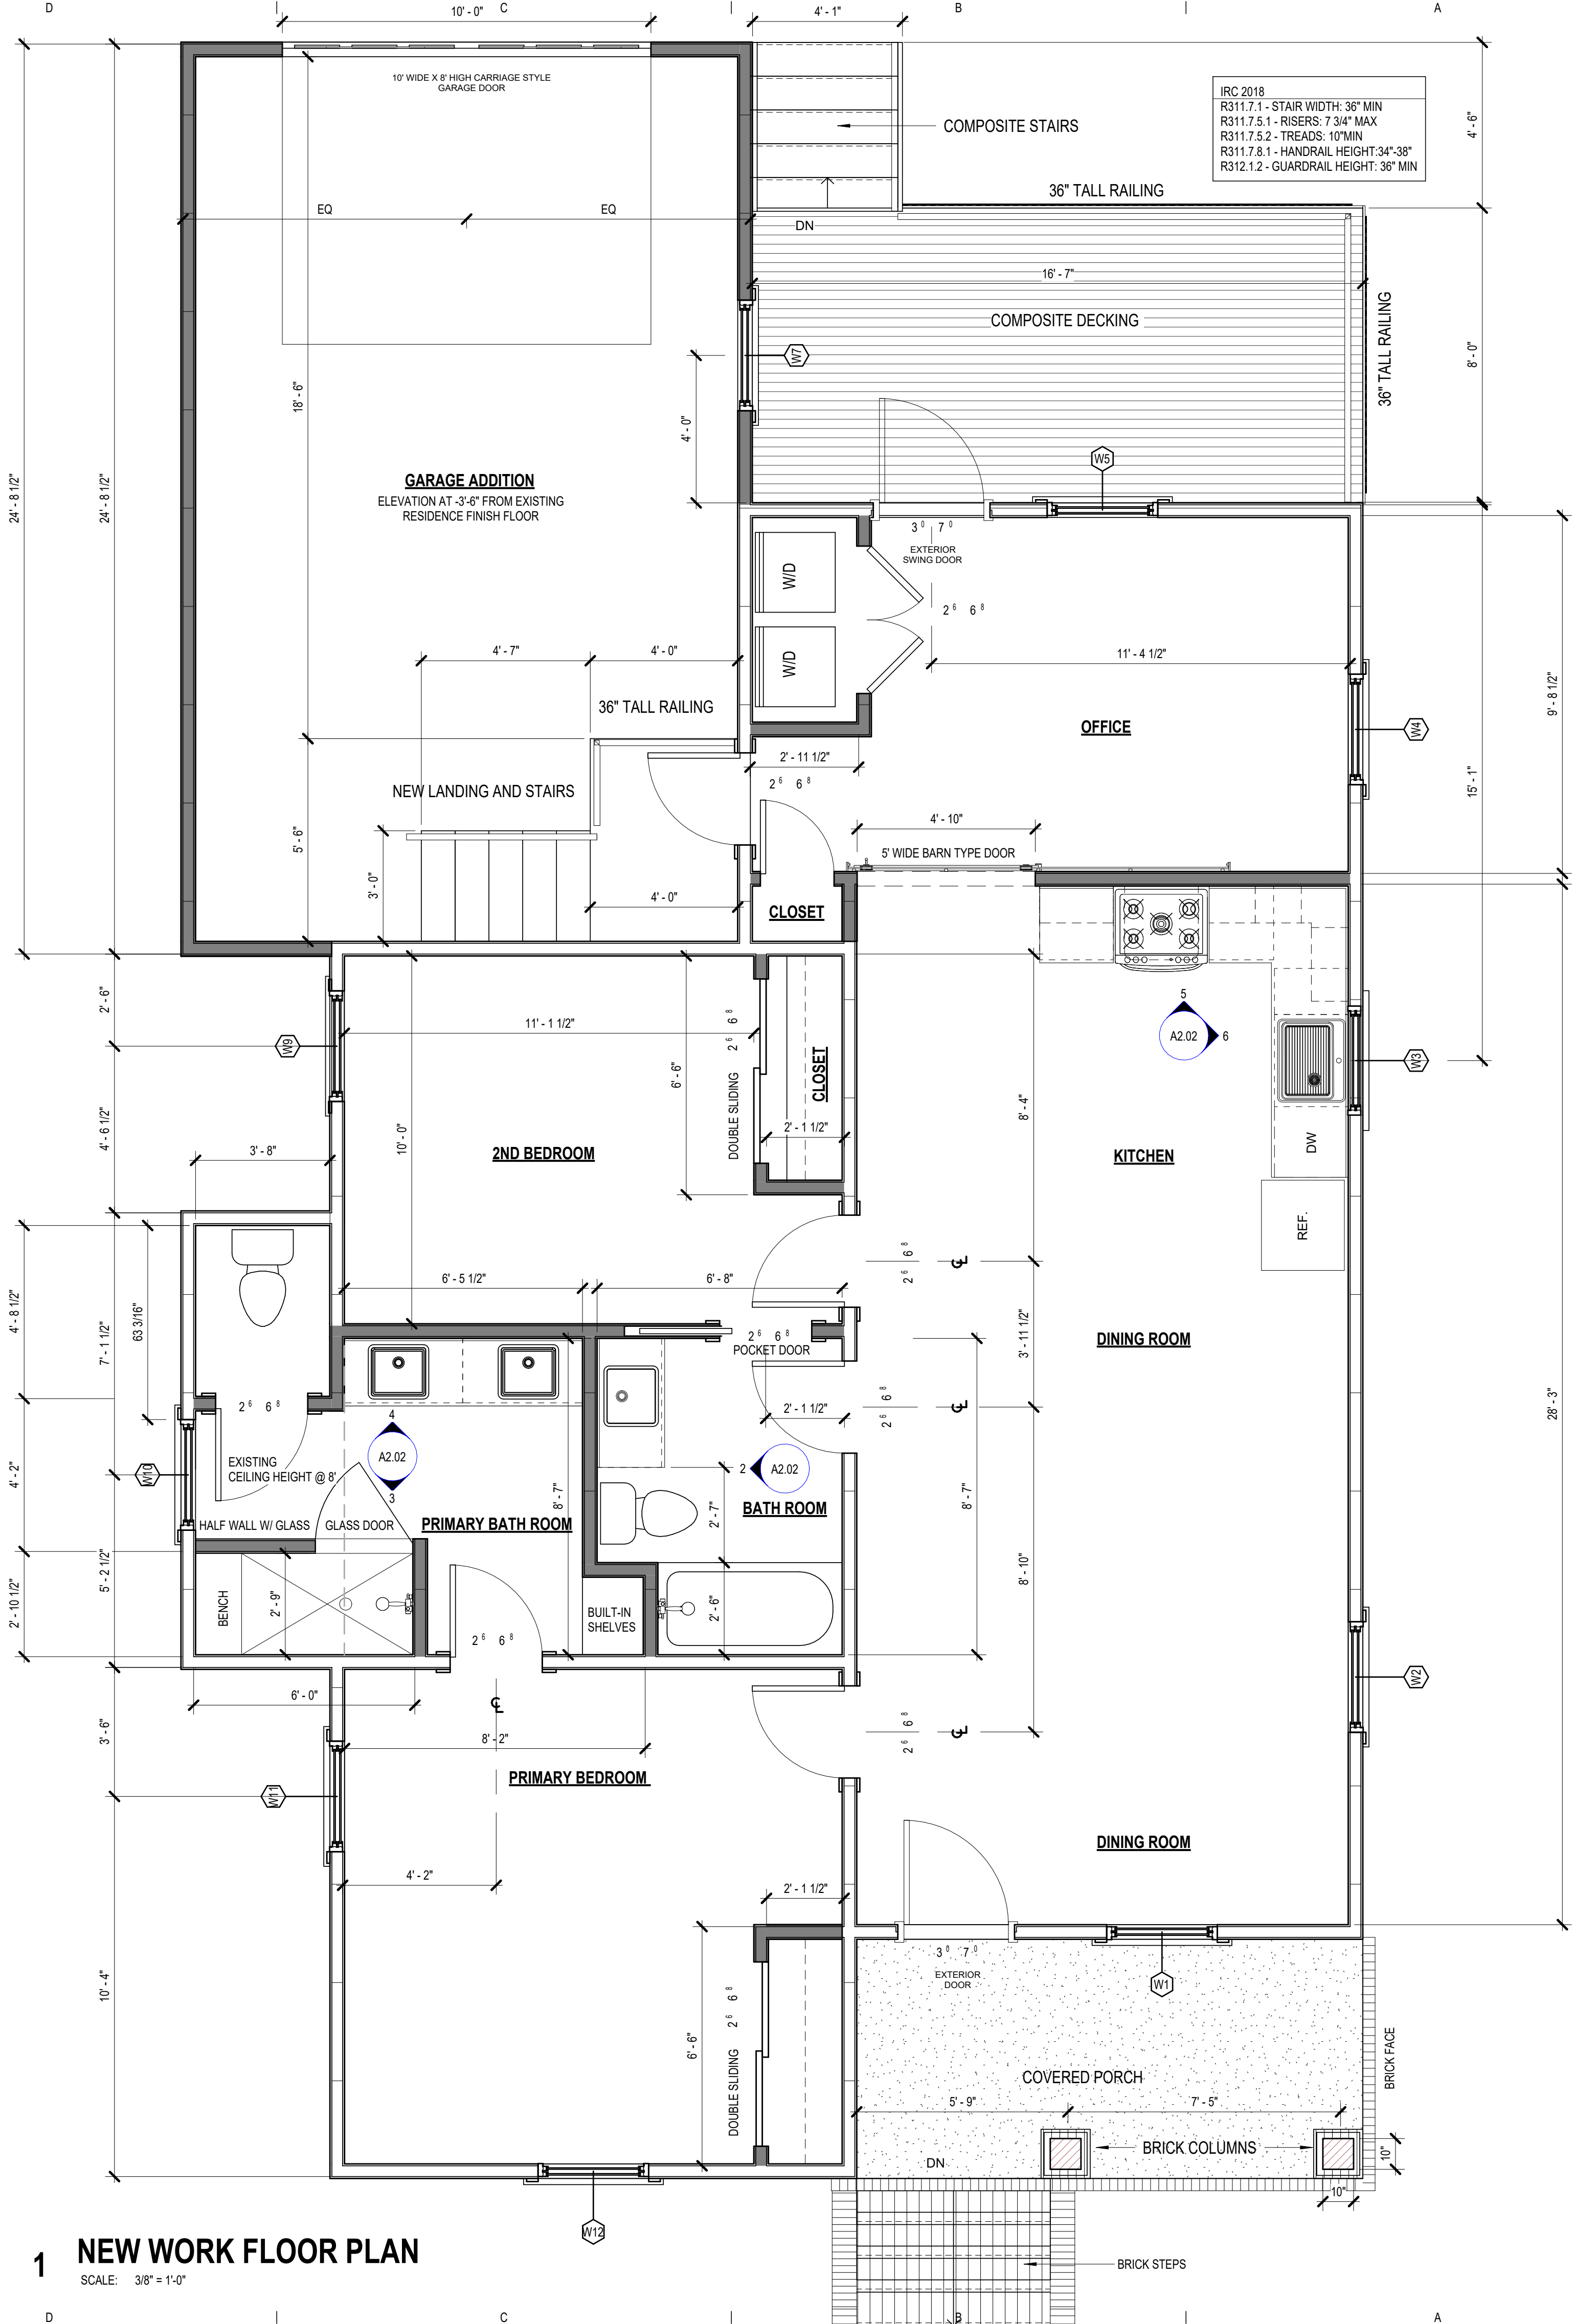 D C B A
10' - 0"
4' - 1"
10' WIDE X 8' HIGH CARRIAGE STYLE
GARAGE DOOR
COMPOSITE STAIRS
IRC 2018
R311.7.1 - STAIR WIDTH: 36" MIN
R311.7.5.1 - RISERS: 7 3/4" MAX
R311.7.5.2 - TREADS: 10"MIN
R311.7.8.1 - HANDRAIL HEIGHT:34"-38"
R312.1.2 - GUARDRAIL HEIGHT: 36" MIN
4' - 6"
36" TALL RAILING
EQ
EQ
DN
16' - 7"
COMPOSITE DECKING
36" TALL RAILING
8' - 0"
W7
18' - 6"
4' - 0"
24' - 8 1/2"
24' - 8 1/2"
GARAGE ADDITION
ELEVATION AT -3'-6" FROM EXISTING
RESIDENCE FINISH FLOOR
W5
3 0 7 0
EXTERIOR
SWING DOOR
W/D
2 6 6 8
W/D
4' - 7"
4' - 0"
11' - 4 1/2"
9' - 8 1/2"
36" TALL RAILING
OFFICE
W4
2' - 11 1/2"
2 6 6 8
15' - 1"
NEW LANDING AND STAIRS
4' - 10"
5' - 6"
5' WIDE BARN TYPE DOOR
3' - 0"
4' - 0"
CLOSET
2' - 6"
11' - 1 1/2"
2 6 6 8
DOUBLE SLIDING
5
A2.02
6
W9
W3
6' - 6"
CLOSET
8' - 4"
4' - 6 1/2"
3' - 8"
10' - 0"
2' - 1 1/2"
DW
2ND BEDROOM
KITCHEN
REF.
2 6 6 8
6' - 5 1/2"
6' - 8"
4' - 8 1/2"
7' - 1 1/2"
63 3/16"
2 6 6 8
POCKET DOOR
3' - 11 1/2"
DINING ROOM
2 6 6 8
2 6 6 8
2' - 1 1/2"
28' - 3"
4
A2.02
3
EXISTING
CEILING HEIGHT @ 8'
2
A2.02
W10
4' - 2"
8' - 7"
8' - 7"
2' - 7"
BATH ROOM
HALF WALL W/ GLASS
GLASS DOOR
PRIMARY BATH ROOM
5' - 2 1/2"
2' - 10 1/2"
BENCH
2' - 9"
BUILT-IN
SHELVES
2' - 6"
8' - 10"
2 6 6 8
W2
6' - 0"
3' - 6"
8' - 2"
2 6 6 8
PRIMARY BEDROOM
W11
DINING ROOM
4' - 2"
2' - 1 1/2"
3 0 7 0
EXTERIOR
DOOR
W1
10' - 4"
2 6 6 8
DOUBLE SLIDING
6' - 6"
COVERED PORCH
BRICK FACE
5' - 9"
7' - 5"
BRICK COLUMNS
DN
10"
10"
W12
BRICK STEPS
1 NEW WORK FLOOR PLAN
SCALE: 3/8" = 1'-0"
D C B A